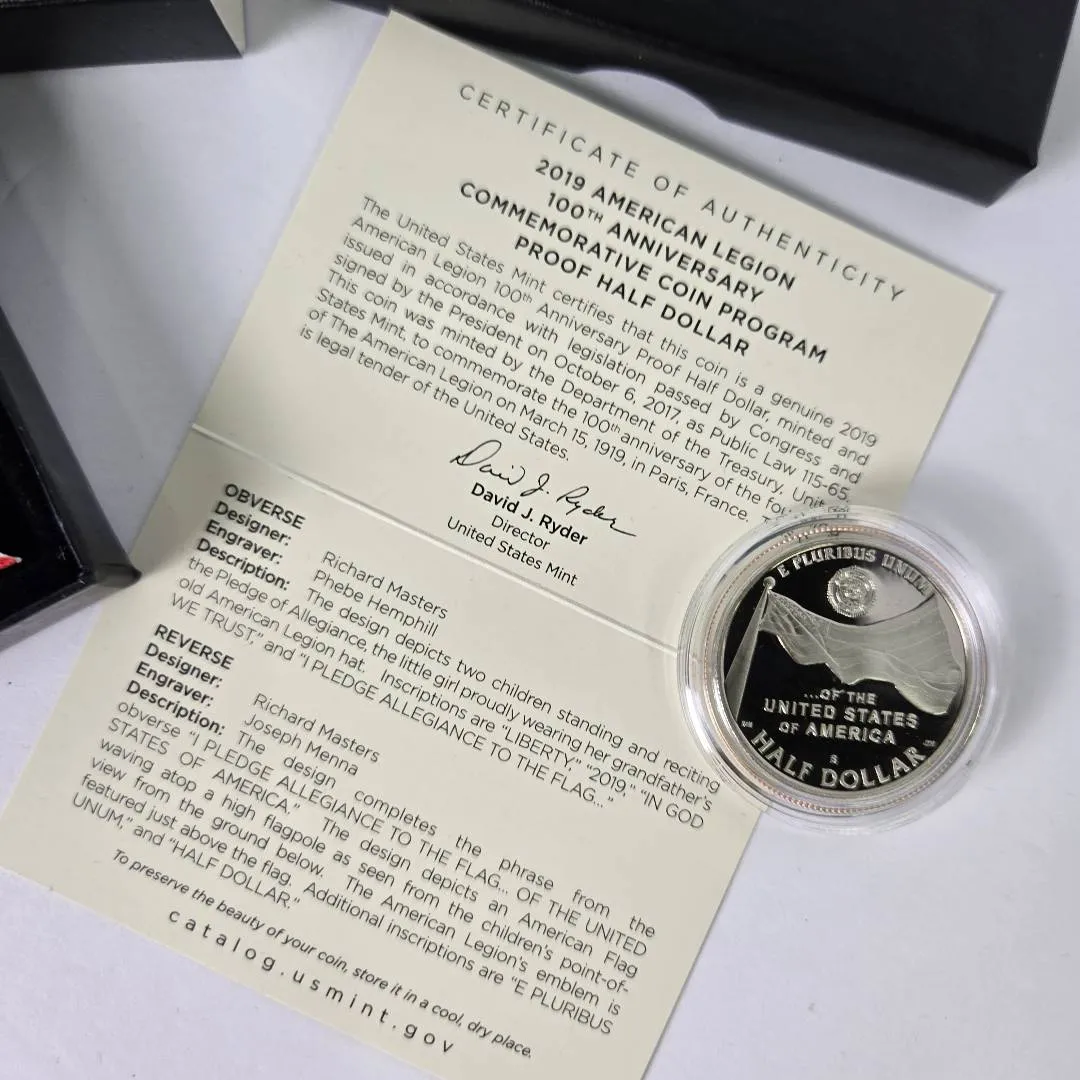 CERTIFICATE OF AUTHENTICITY
2019 AMERICAN LEGION
100TH ANNIVERSARY
COMMEMORATIVE COIN PROGRAM
PROOF HALF DOLLAR
The United States Mint certifies that this coin is a genuine 2019
American Legion 100th Anniversary Proof Half Dollar, minted and
issued in accordance with legislation passed by Congress and
signed by the President on October 6, 2017, as Public Law 115-65.
This coin was minted by the Department of the Treasury, United
States Mint, to commemorate the 100th anniversary of the
of The American Legion on March 15, 1919, in Paris, France.
is legal tender of the United States.
David J. Ryder
David J. Ryder
Director
United States Mint
OBVERSE
Designer: Richard Masters
Engraver: Phebe Hemphill
Description: The design depicts two children standing and reciting
the Pledge of Allegiance, the little girl proudly wearing her grandfather's
old American Legion hat. Inscriptions are "LIBERTY," "2019," "IN GOD
WE TRUST," and "I PLEDGE ALLEGIANCE TO THE FLAG..."
REVERSE
Designer: Richard Masters
Engraver: Joseph Menna
Description: The design completes the phrase from the
obverse "I PLEDGE ALLEGIANCE TO THE FLAG... OF THE UNITED
STATES OF AMERICA." The design depicts an American Flag
waving atop a high flagpole as seen from the children's point-of-
view from the ground below. The American Legion's emblem is
featured just above the flag. Additional inscriptions are "E PLURIBUS
UNUM," and "HALF DOLLAR."
To preserve the beauty of your coin, store it in a cool, dry place.
catalog.usmint.gov
E PLURIBUS UNUM
...OF THE
UNITED STATES
OF AMERICA
S
HALF DOLLAR